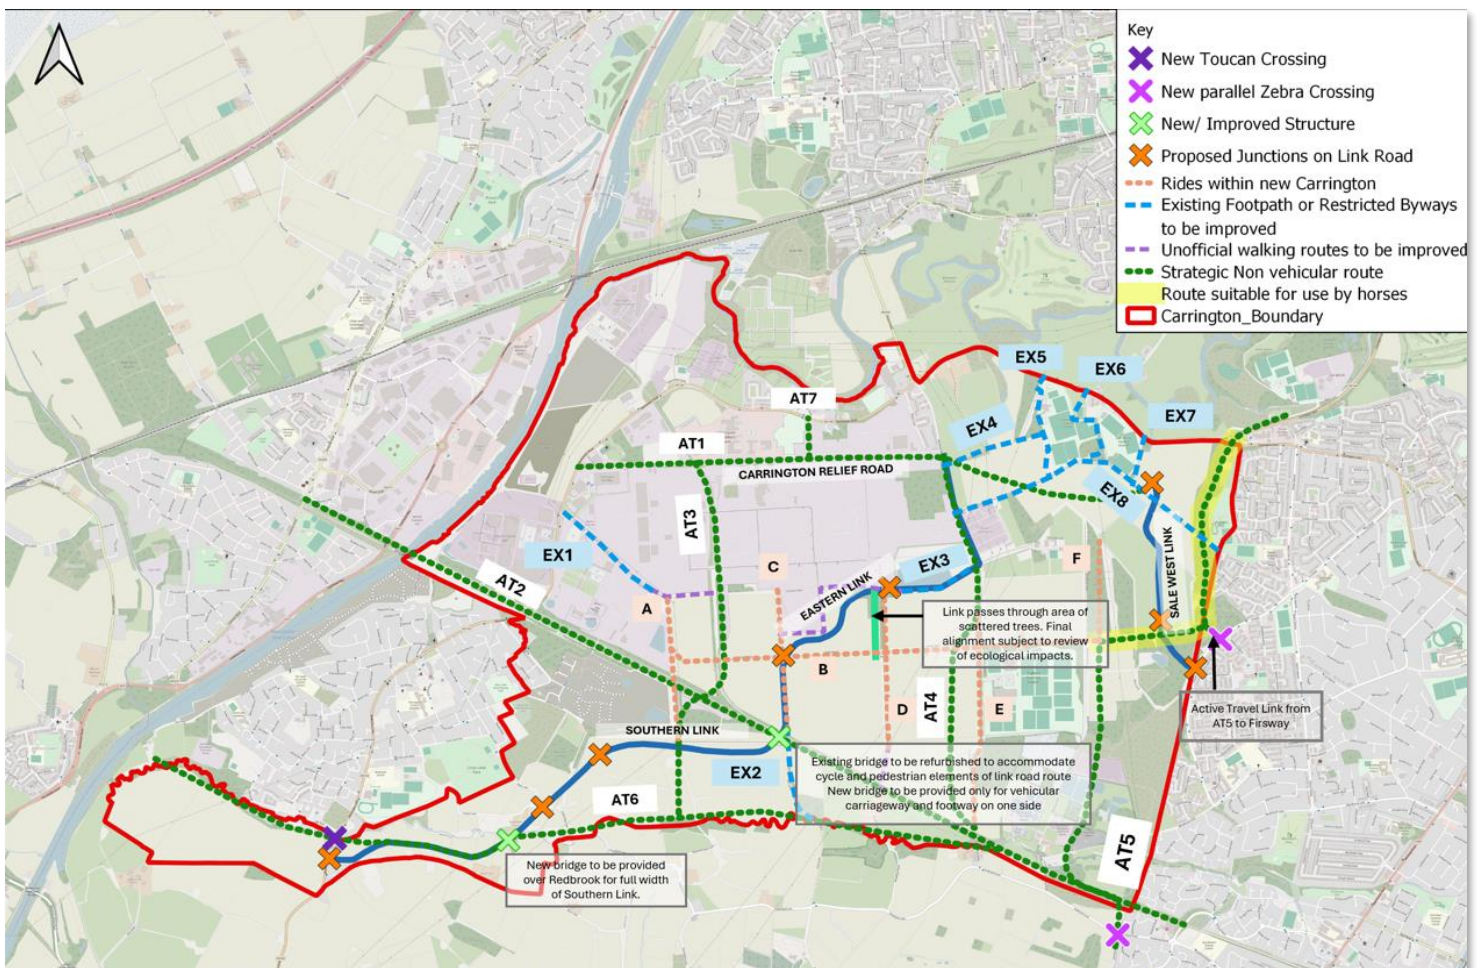 Key
New Toucan Crossing
New parallel Zebra Crossing
New/ Improved Structure
Proposed Junctions on Link Road
Rides within new Carrington
Existing Footpath or Restricted Byways
to be improved
Unofficial walking routes to be improved
Strategic Non vehicular route
Route suitable for use by horses
Carrington_Boundary
EX5
EX6
AT7
EX7
EX4
AT1
CARRINGTON RELIEF ROAD
EX8
AT3
EX1
SALE WEST LINK
F
EX3
C
AT2
EASTERN LINK
A
Link passes through area of
scattered trees. Final
alignment subject to review
of ecological impacts.
B
D
AT4
E
Active Travel Link from
AT5 to Firsway
SOUTHERN LINK
EX2
Existing bridge to be refurbished to accommodate
cycle and pedestrian elements of link road route
New bridge to be provided only for vehicular
carriageway and footway on one side
AT6
AT5
New bridge to be provided
over Redbrook for full width
of Southern Link.